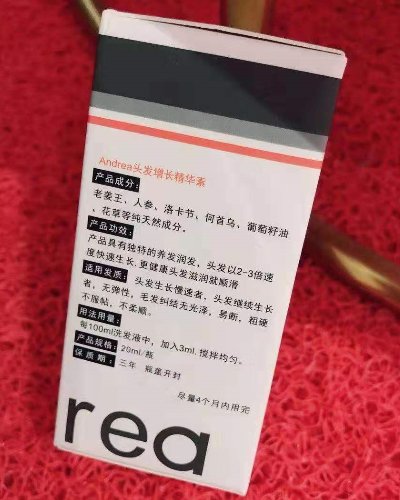 Andrea头发增长精华素
产品成分:
老姜王、人参、洛卡节、何首乌、葡萄籽油
、花草等纯天然成分。
产品功效:
产品具有独特的养发润发,头发以2-3倍速
度快速生长.更健康头发滋润就顺滑
适用发质: 头发生长慢速者、头发继续生长
者,无弹性,毛发纠结无光泽,易断,粗硬
不服帖,不柔顺。
用法用量:
每100ml洗发液中,加入3ml.搅拌均匀。
产品规格: 20ml/瓶
保 质 期: 三年 瓶盖开封
尽量4个月内用完
rea